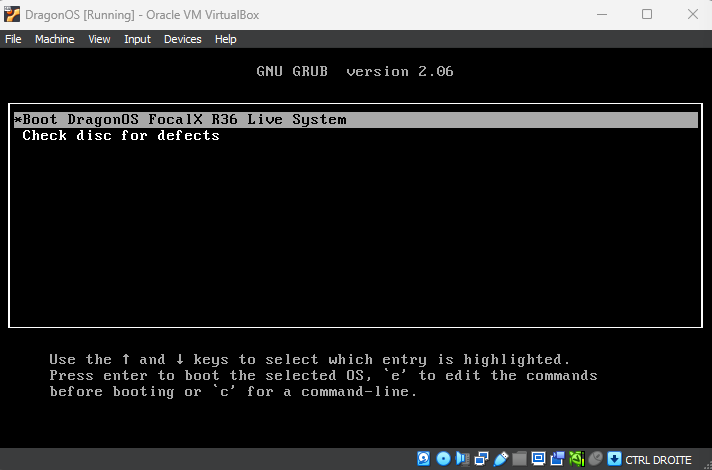 DragonOS [Running] - Oracle VM VirtualBox
File Machine View Input Devices Help
GNU GRUB version 2.06
*Boot DragonOS FocalX R36 Live System
Check disc for defects
Use the ↑ and ↓ keys to select which entry is highlighted.
Press enter to boot the selected OS, `e' to edit the commands
before booting or `c' for a command-line.
CTRL DROITE